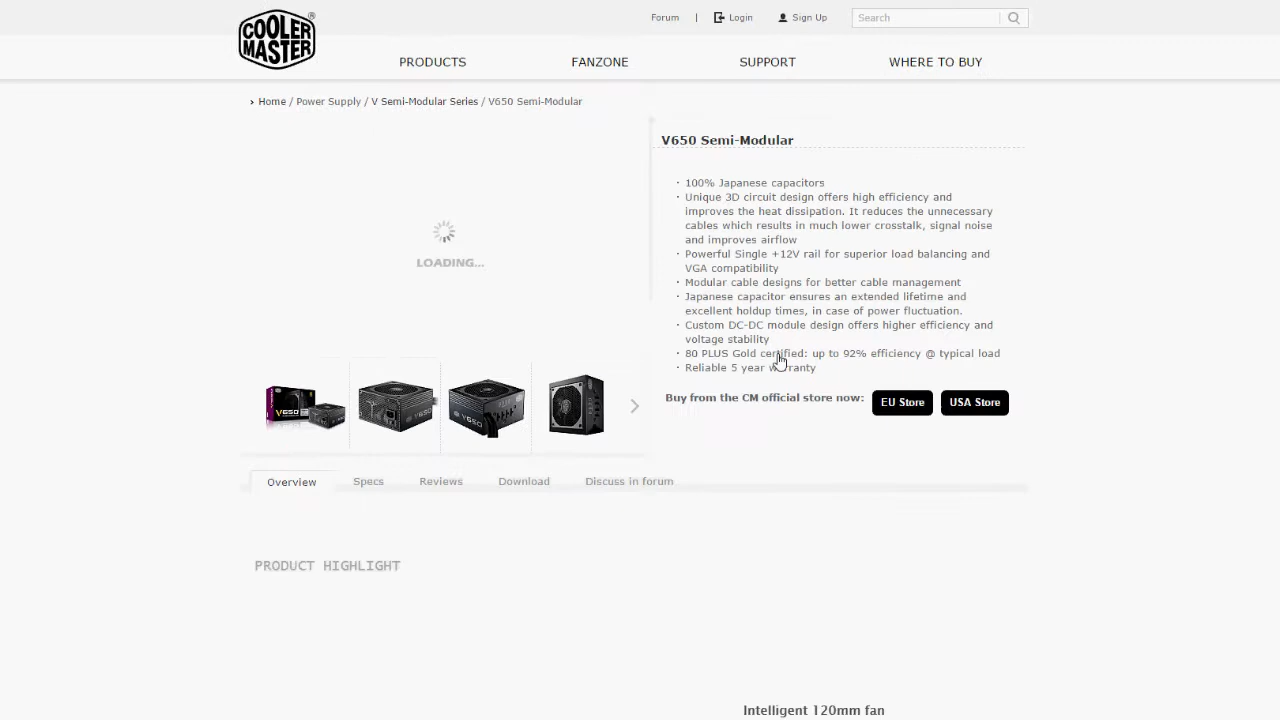 COOLER
MASTER
Forum | Login Sign Up Search
PRODUCTS FANZONE SUPPORT WHERE TO BUY
› Home / Power Supply / V Semi-Modular Series / V650 Semi-Modular
V650 Semi-Modular
· 100% Japanese capacitors
· Unique 3D circuit design offers high efficiency and
improves the heat dissipation. It reduces the unnecessary
cables which results in much lower crosstalk, signal noise
and improves airflow
· Powerful Single +12V rail for superior load balancing and
VGA compatibility
· Modular cable designs for better cable management
· Japanese capacitor ensures an extended lifetime and
excellent holdup times, in case of power fluctuation.
· Custom DC-DC module design offers higher efficiency and
voltage stability
· 80 PLUS Gold certified: up to 92% efficiency @ typical load
· Reliable 5 year warranty
LOADING...
Buy from the CM official store now: EU Store USA Store
V650
V650
Overview Specs Reviews Download Discuss in forum
PRODUCT HIGHLIGHT
Intelligent 120mm fan